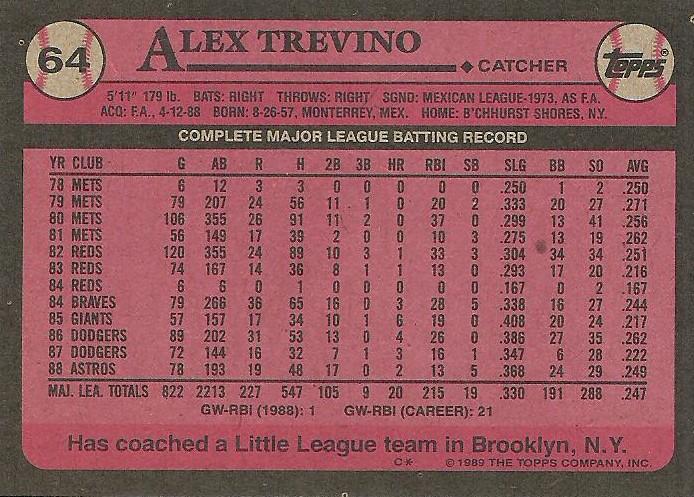 64
ALEX TREVINO
CATCHER
TOPPS®
5'11" 179 lb. BATS: RIGHT THROWS: RIGHT SGND: MEXICAN LEAGUE-1973, AS F.A.
ACQ: F.A., 4-12-88 BORN: 8-26-57, MONTERREY, MEX. HOME: B'CHHURST SHORES, N.Y.
COMPLETE MAJOR LEAGUE BATTING RECORD
YR CLUB G AB R H 2B 3B HR RBI SB SLG BB SO AVG
78 METS 6 12 3 3 0 0 0 0 0 .250 1 2 .250
79 METS 79 207 24 56 11 1 0 20 2 .333 20 27 .271
80 METS 106 355 26 91 11 2 0 37 0 .299 13 41 .256
81 METS 56 149 17 39 2 0 0 10 3 .275 13 19 .262
82 REDS 120 355 24 89 10 3 1 33 3 .304 34 34 .251
83 REDS 74 167 14 36 8 1 1 13 0 .293 17 20 .216
84 REDS 6 6 0 1 0 0 0 0 0 .167 0 2 .167
84 BRAVES 79 266 36 65 16 0 3 28 5 .338 16 27 .244
85 GIANTS 57 157 17 34 10 1 6 19 0 .408 20 24 .217
86 DODGERS 89 202 31 53 13 0 4 26 0 .386 27 35 .262
87 DODGERS 72 144 16 32 7 1 3 16 1 .347 6 28 .222
88 ASTROS 78 193 19 48 17 0 2 13 5 .368 24 29 .249
MAJ. LEA. TOTALS 822 2213 227 547 105 9 20 215 19 .330 191 288 .247
GW-RBI (1988): 1 GW-RBI (CAREER): 21
Has coached a Little League team in Brooklyn, N.Y.
C* © 1989 THE TOPPS COMPANY, INC.